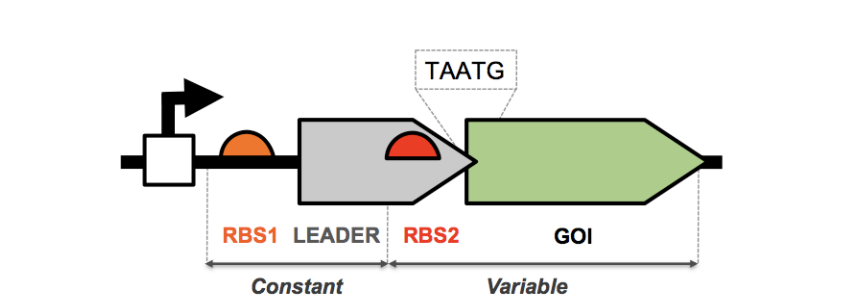 TAATG
RBS1 LEADER RBS2 GOI
Constant Variable